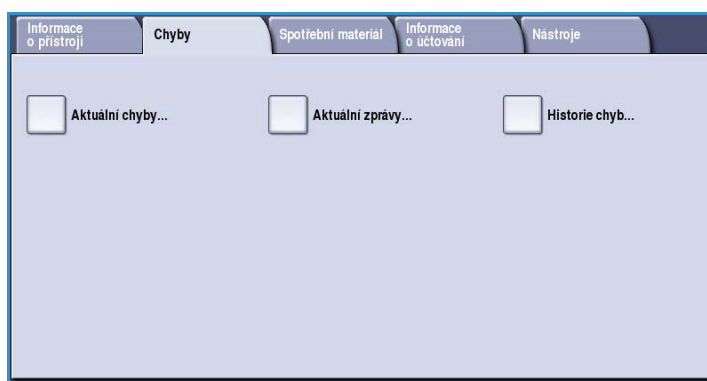 Informace
o přístroji
Chyby
Spotřební materiál
Informace
o účtování
Nástroje
Aktuální chyby...
Aktuální zprávy...
Historie chyb...